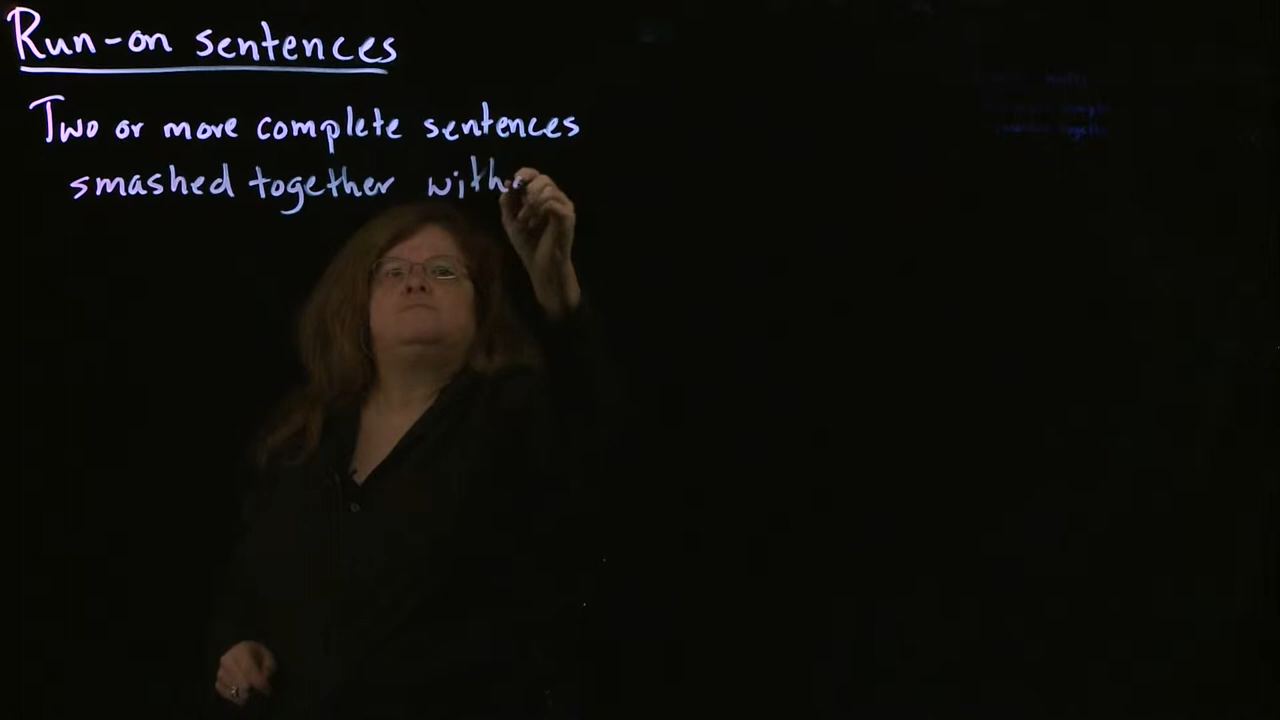 Run-on sentences
Two or more complete sentences
smashed together with